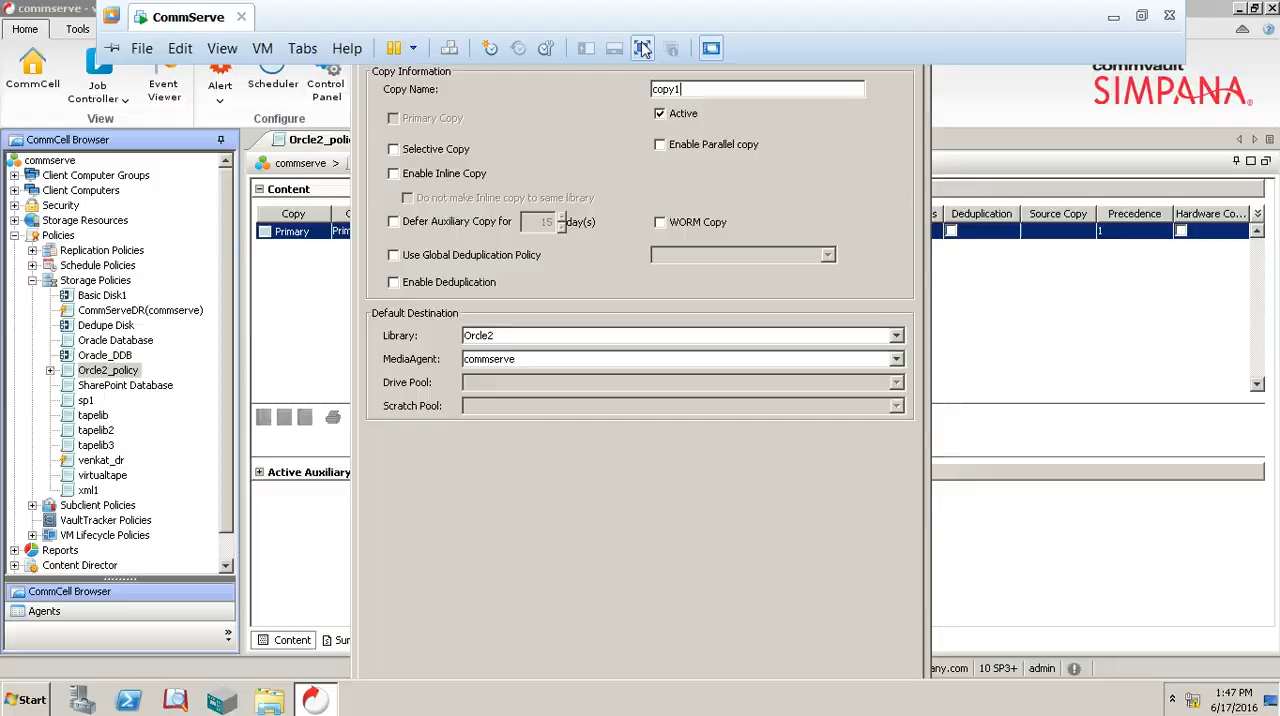 commserve - v
CommServe
Home
Tools
File Edit View VM Tabs Help
CommCell
Job Controller
Event Viewer
Alert
Scheduler
Control Panel
View
Configure
commvault
SIMPANA
CommCell Browser
commserve
Client Computer Groups
Client Computers
Security
Storage Resources
Policies
Replication Policies
Schedule Policies
Storage Policies
Basic Disk1
CommServeDR(commserve)
Dedupe Disk
Oracle Database
Oracle_DDB
Orcle2_policy
SharePoint Database
sp1
tapelib
tapelib2
tapelib3
venkat_dr
virtualtape
xml1
Subclient Policies
VaultTracker Policies
VM Lifecycle Policies
Reports
Content Director
CommCell Browser
Agents
Orcle2_poli
commserve >
Content
Copy
Primary Prim
Content Sur
Active Auxiliary
Copy Information
Copy Name: copy1
Primary Copy
Active
Selective Copy
Enable Parallel copy
Enable Inline Copy
Do not make Inline copy to same library
Defer Auxiliary Copy for 15 day(s)
WORM Copy
Use Global Deduplication Policy
Enable Deduplication
Default Destination
Library: Orcle2
MediaAgent: commserve
Drive Pool:
Scratch Pool:
s Deduplication Source Copy Precedence Hardware Co...
1
any.com 10 SP3+ admin
Start
1:47 PM
6/17/2016